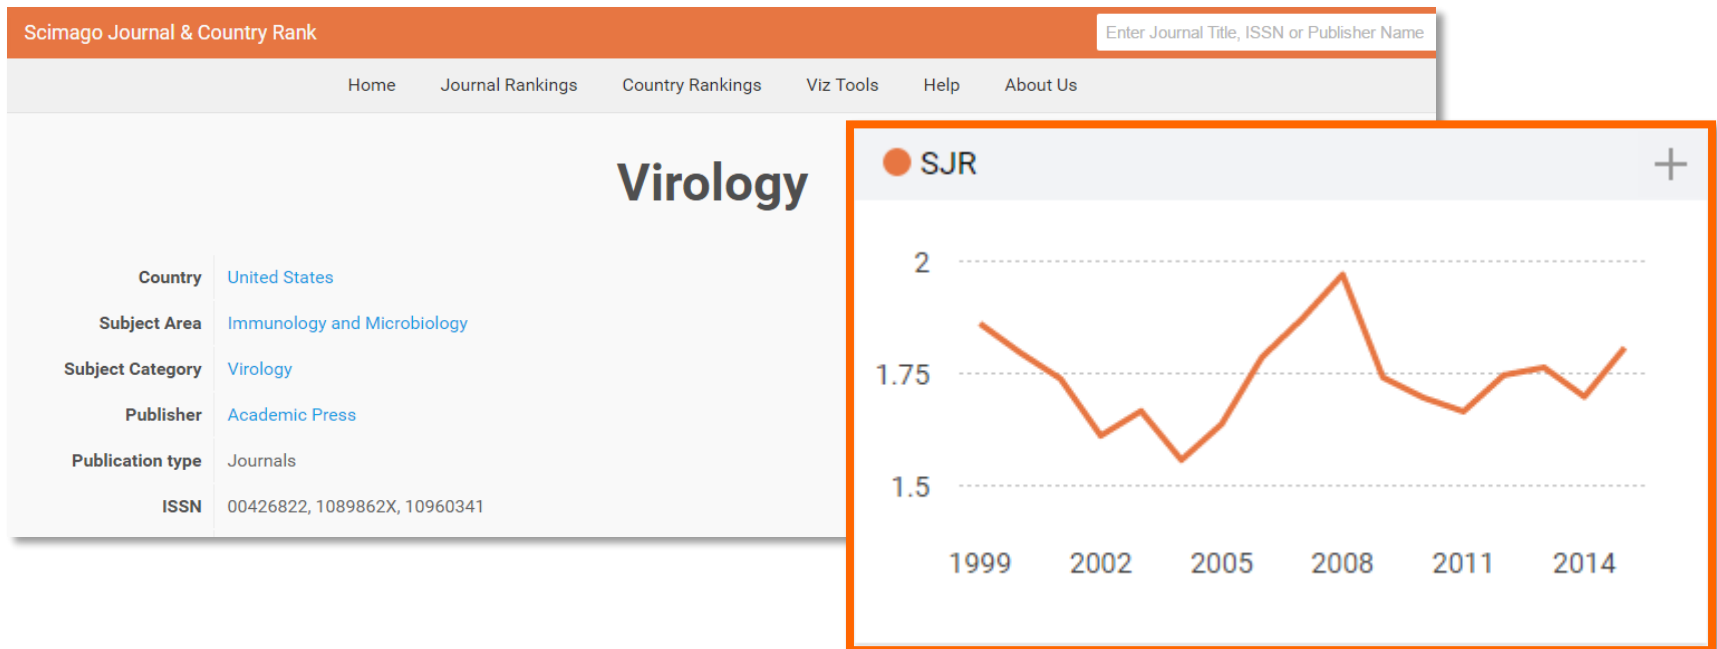 Scimago Journal & Country Rank
Enter Journal Title, ISSN or Publisher Name
Home Journal Rankings Country Rankings Viz Tools Help About Us
Virology
Country United States
Subject Area Immunology and Microbiology
Subject Category Virology
Publisher Academic Press
Publication type Journals
ISSN 00426822, 1089862X, 10960341
SJR +
2
1.75
1.5
1999 2002 2005 2008 2011 2014